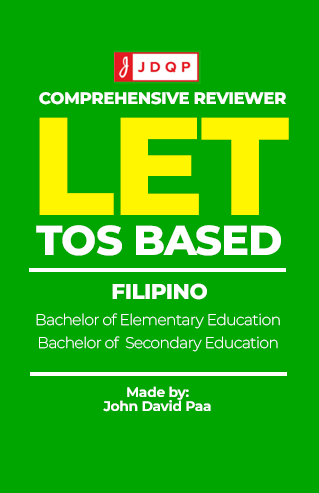 J JDQP
COMPREHENSIVE REVIEWER
LET
TOS BASED
FILIPINO
Bachelor of Elementary Education
Bachelor of Secondary Education
Made by:
John David Paa